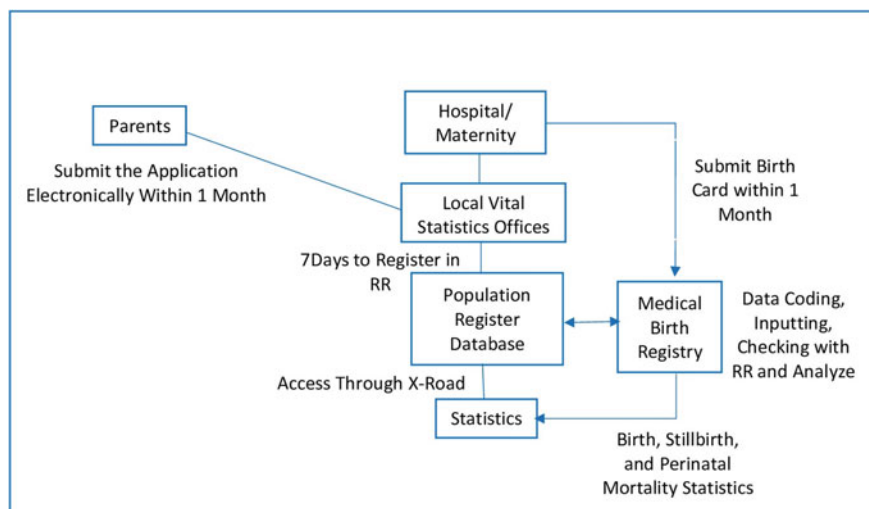 Parents
Hospital/
Maternity
Submit the Application
Electronically Within 1 Month
Submit Birth
Card within 1
Month
Local Vital
Statistics Offices
7Days to Register in
RR
Population
Register
Database
Medical
Birth
Registry
Data Coding,
Inputting,
Checking with
RR and Analyze
Access Through X-Road
Statistics
Birth, Stillbirth,
and Perinatal
Mortality Statistics